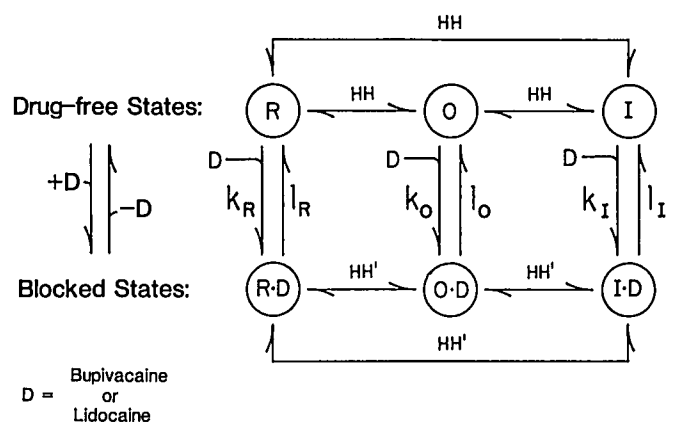 HH
Drug-free States: R HH O HH I
+D -D D k_R l_R D k_O l_O D k_I l_I
Blocked States: R·D HH' O·D HH' I·D
HH'
D = Bupivacaine
or
Lidocaine